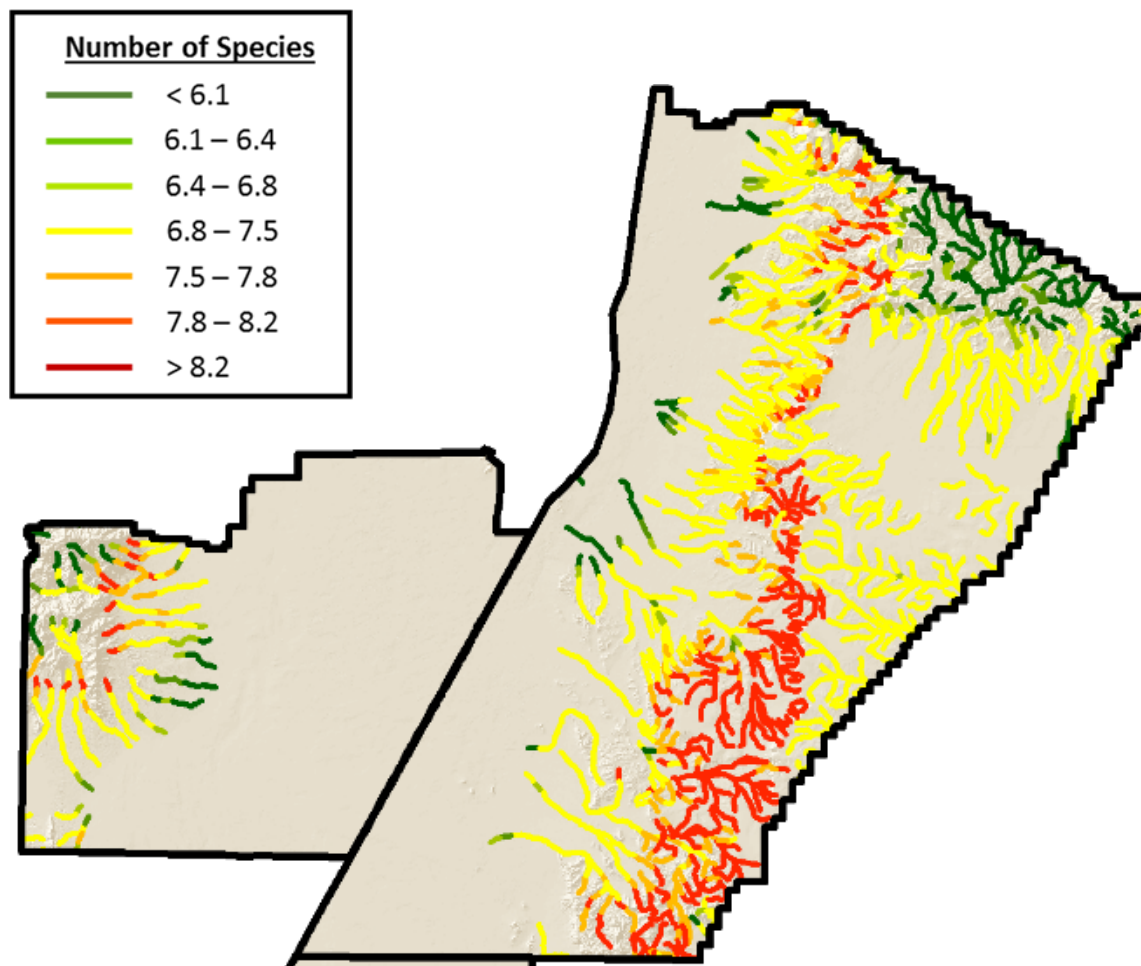 Number of Species
< 6.1
6.1 – 6.4
6.4 – 6.8
6.8 – 7.5
7.5 – 7.8
7.8 – 8.2
> 8.2